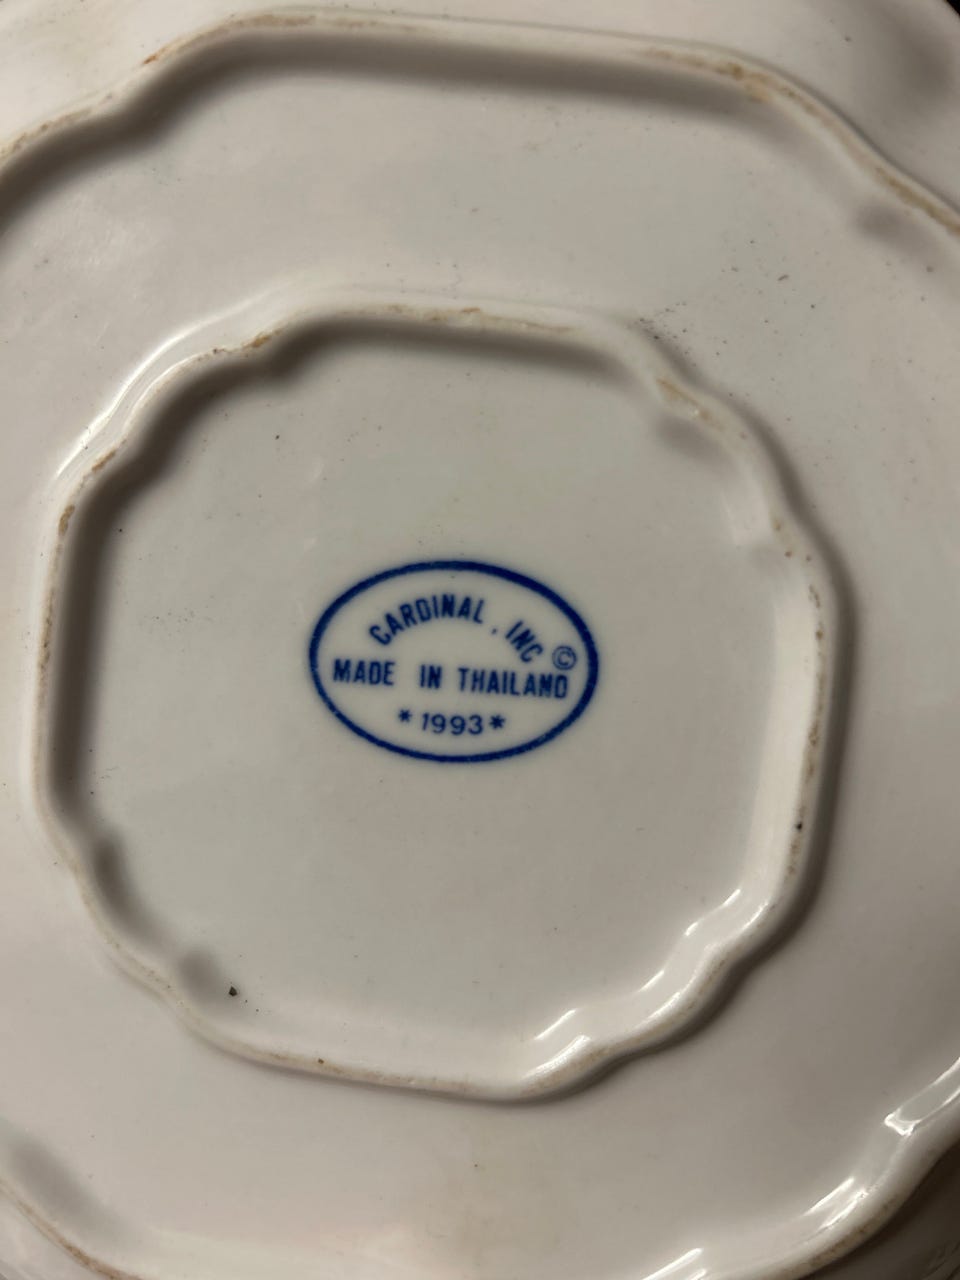 CARDINAL, INC ©
MADE IN THAILAND
*1993*